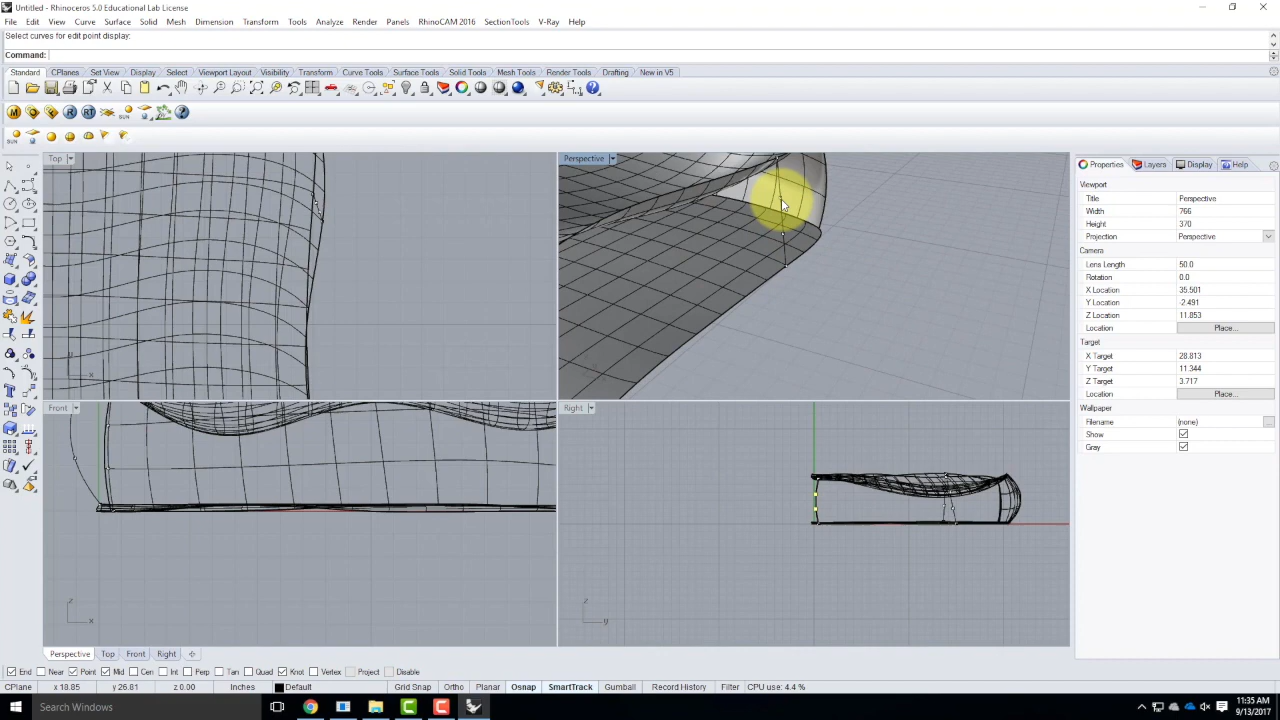 Untitled - Rhinoceros 5.0 Educational Lab License
File Edit View Curve Surface Solid Mesh Dimension Transform Tools Analyze Render Panels RhinoCAM 2016 SectionTools V-Ray Help
Select curves for edit point display:
Command:
Standard CPlanes Set View Display Select Viewport Layout Visibility Transform Curve Tools Surface Tools Solid Tools Mesh Tools Render Tools Drafting New in V5
M R RT SUN ?
SUN
Top
Perspective
Properties Layers Display Help
Viewport
Title Perspective
Width 766
Height 370
Projection Perspective
Camera
Lens Length 50.0
Rotation 0.0
X Location 35.501
Y Location -2.491
Z Location 11.853
Location Place...
Target
X Target 28.813
Y Target 11.344
Z Target 3.717
Location Place...
Wallpaper
Filename (none) ...
Show
Gray
y x
Front
Right
z x
z y
Perspective Top Front Right
End Near Point Mid Cen Int Perp Tan Quad Knot Vertex Project Disable
CPlane x 18.85 y 26.81 z 0.00 Inches Default Grid Snap Ortho Planar Osnap SmartTrack Gumball Record History Filter CPU use: 4.4 %
Search Windows
11:35 AM
9/13/2017